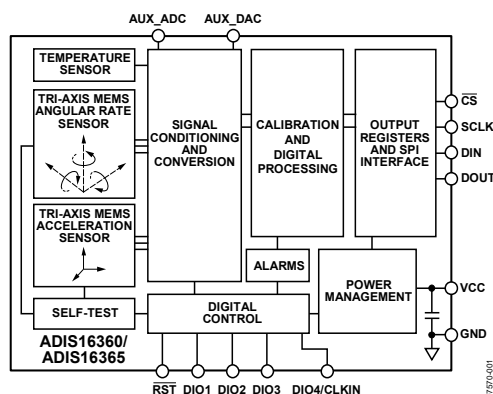 AUX_ADC
AUX_DAC
TEMPERATURE
SENSOR
TRI-AXIS MEMS
ANGULAR RATE
SENSOR
TRI-AXIS MEMS
ACCELERATION
SENSOR
SELF-TEST
SIGNAL
CONDITIONING
AND
CONVERSION
CALIBRATION
AND
DIGITAL
PROCESSING
OUTPUT
REGISTERS
AND SPI
INTERFACE
CS
SCLK
DIN
DOUT
ALARMS
DIGITAL
CONTROL
POWER
MANAGEMENT
VCC
GND
ADIS16360/
ADIS16365
RST
DIO1
DIO2
DIO3
DIO4/CLKIN
7570-001